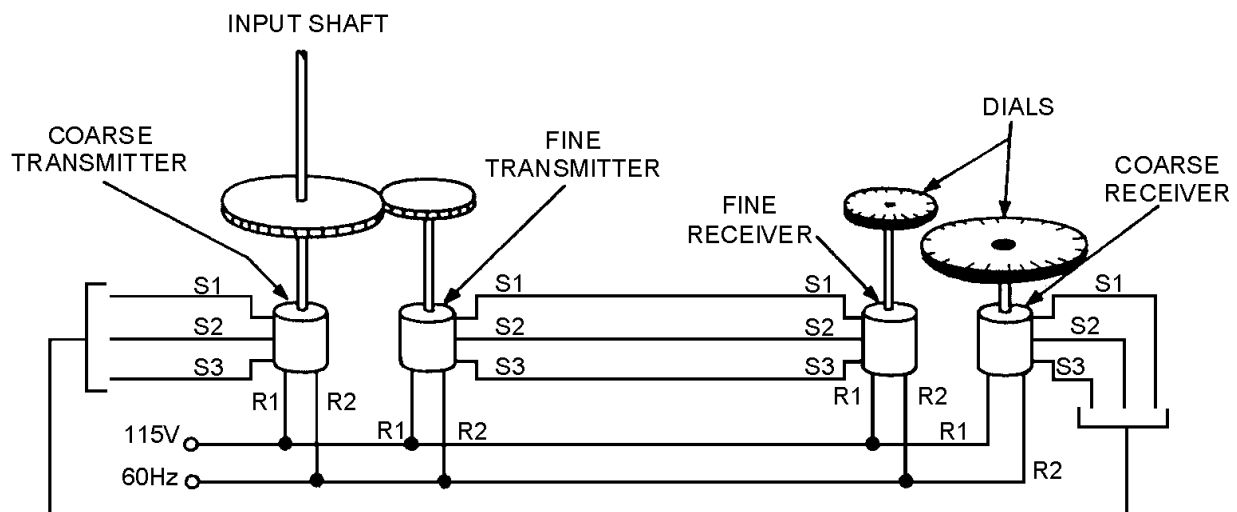 INPUT SHAFT
COARSE
TRANSMITTER
FINE
TRANSMITTER
DIALS
COARSE
RECEIVER
FINE
RECEIVER
S1
S2
S3
S1
S2
S3
S1
S2
S3
S1
S2
S3
R1
R2
R1
R2
R1
R2
R1
R2
115V
60Hz